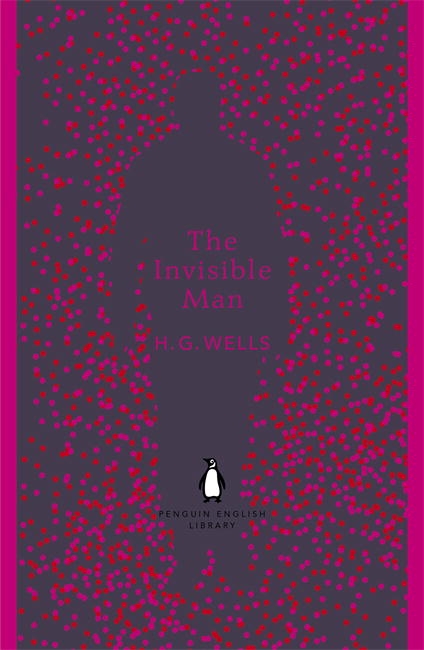 The
Invisible
Man
H. G. WELLS
PENGUIN ENGLISH
LIBRARY